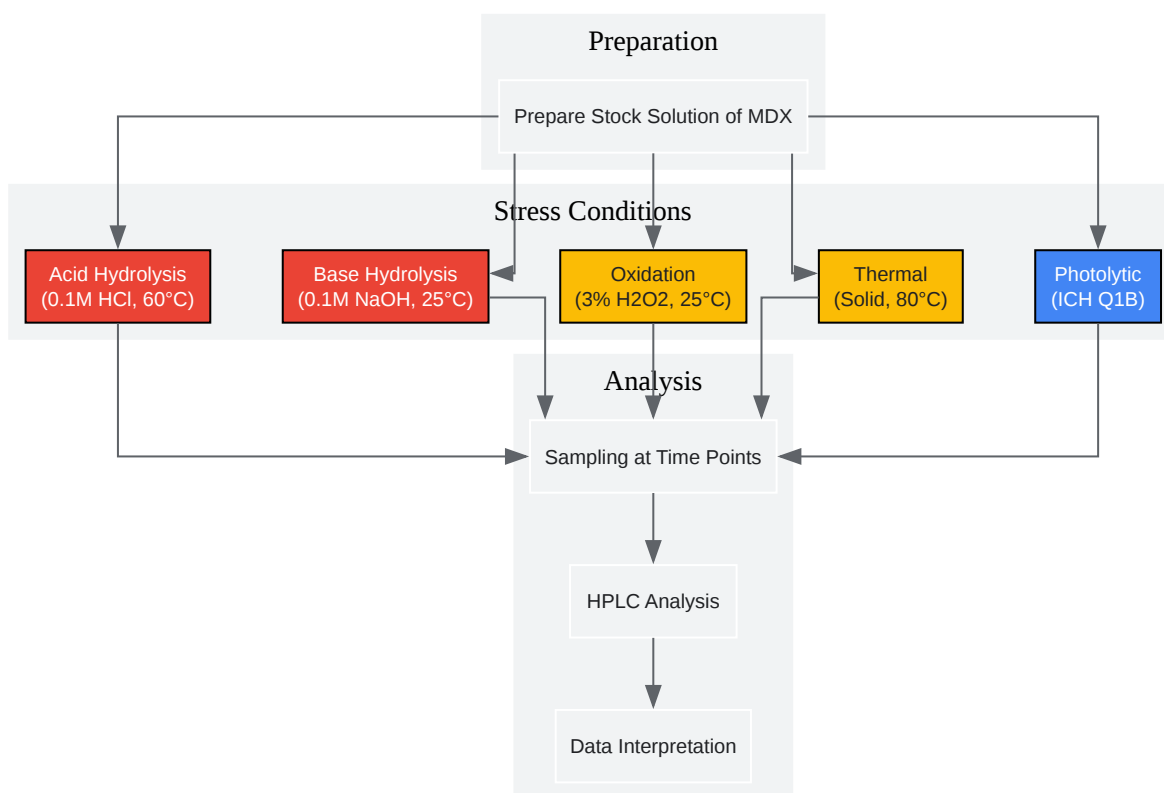 Preparation
Prepare Stock Solution of MDX
Stress Conditions
Acid Hydrolysis
(0.1M HCl, 60°C)
Base Hydrolysis
(0.1M NaOH, 25°C)
Oxidation
(3% H2O2, 25°C)
Thermal
(Solid, 80°C)
Photolytic
(ICH Q1B)
Analysis
Sampling at Time Points
HPLC Analysis
Data Interpretation